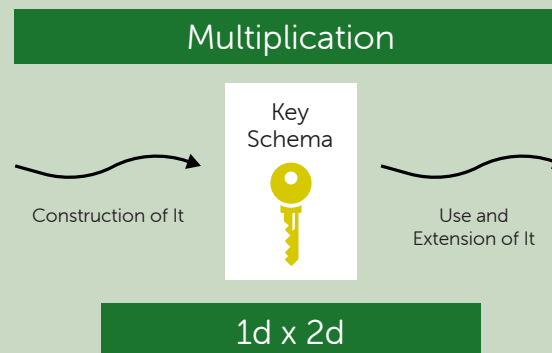 Multiplication
Key
Schema
Construction of It
Use and
Extension of It
1d x 2d